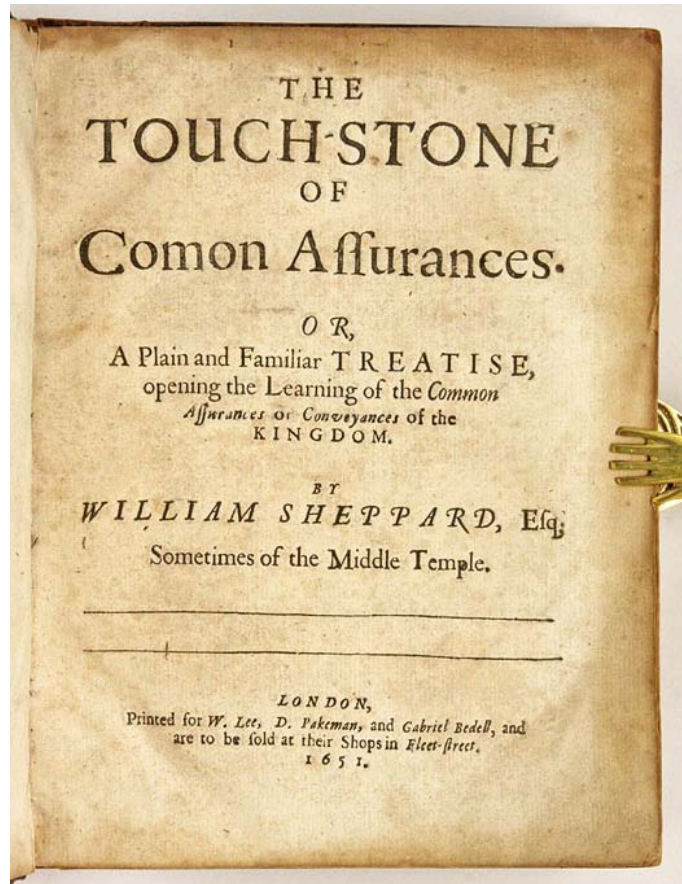 THE
TOUCH-STONE
OF
Comon Aſſurances.
OR,
A Plain and Familiar TREATISE,
opening the Learning of the Common
Aſſurances or Conveyances of the
KINGDOM.
BY
WILLIAM SHEPPARD, Eſq;
Sometimes of the Middle Temple.
LONDON,
Printed for W. Lee, D. Pakeman, and Gabriel Bedell, and
are to be ſold at their Shops in Fleet-ſtreet.
1651.